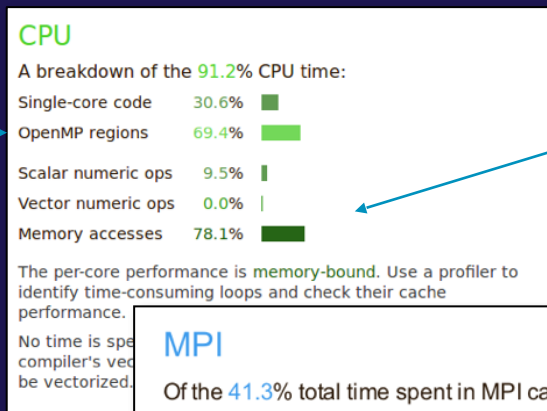 CPU
A breakdown of the 91.2% CPU time:
Single-core code 30.6%
OpenMP regions 69.4%
Scalar numeric ops 9.5%
Vector numeric ops 0.0%
Memory accesses 78.1%
The per-core performance is memory-bound. Use a profiler to
identify time-consuming loops and check their cache
performance.
No time is spe
compiler's vec
be vectorized.
MPI
Of the 41.3% total time spent in MPI ca